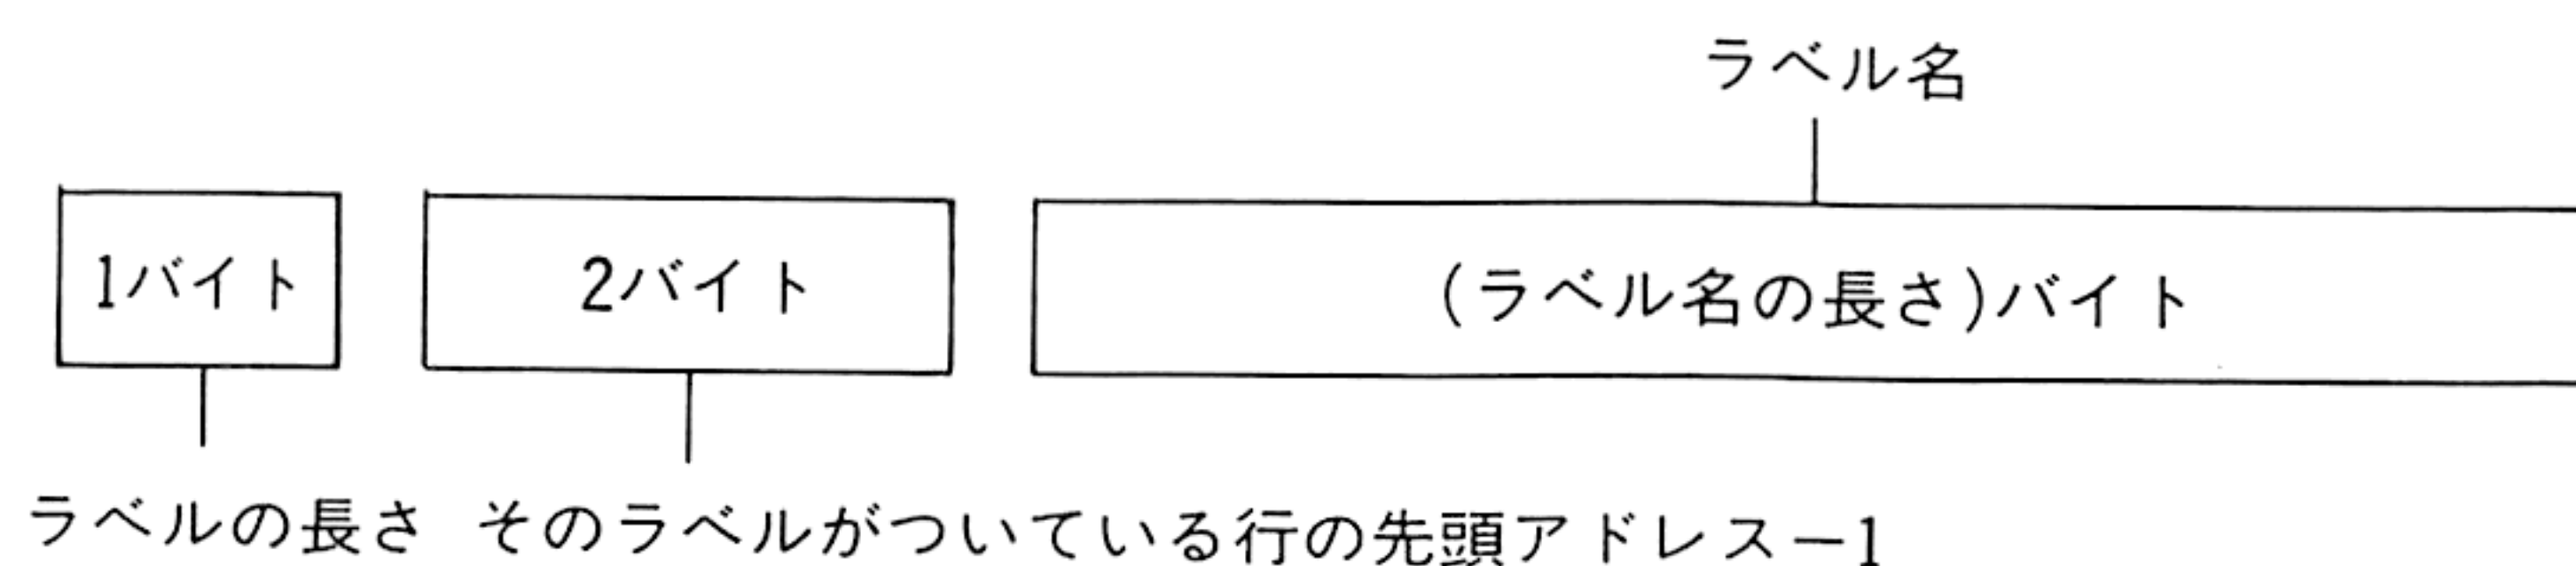 ラベル名
1バイト 2バイト (ラベル名の長さ)バイト
ラベルの長さ そのラベルがついている行の先頭アドレスー1